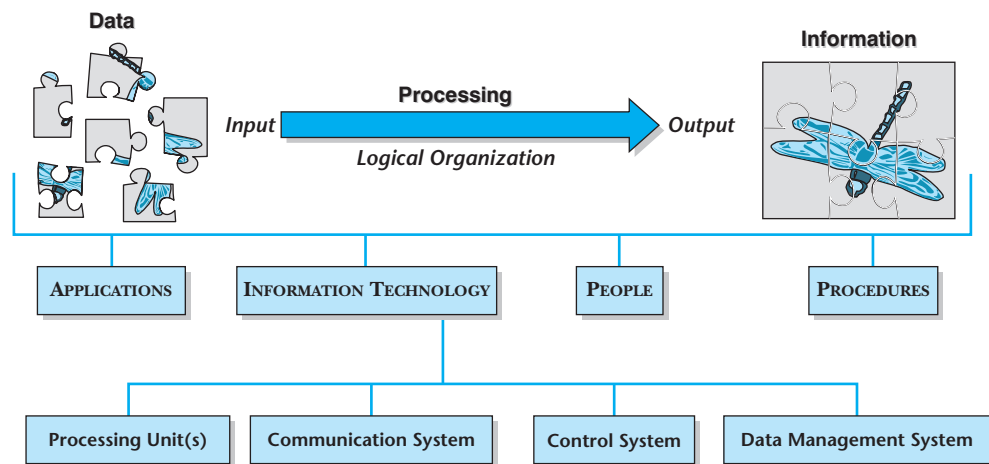 Data
Information
Processing
Input
Output
Logical Organization
APPLICATIONS
INFORMATION TECHNOLOGY
PEOPLE
PROCEDURES
Processing Unit(s)
Communication System
Control System
Data Management System